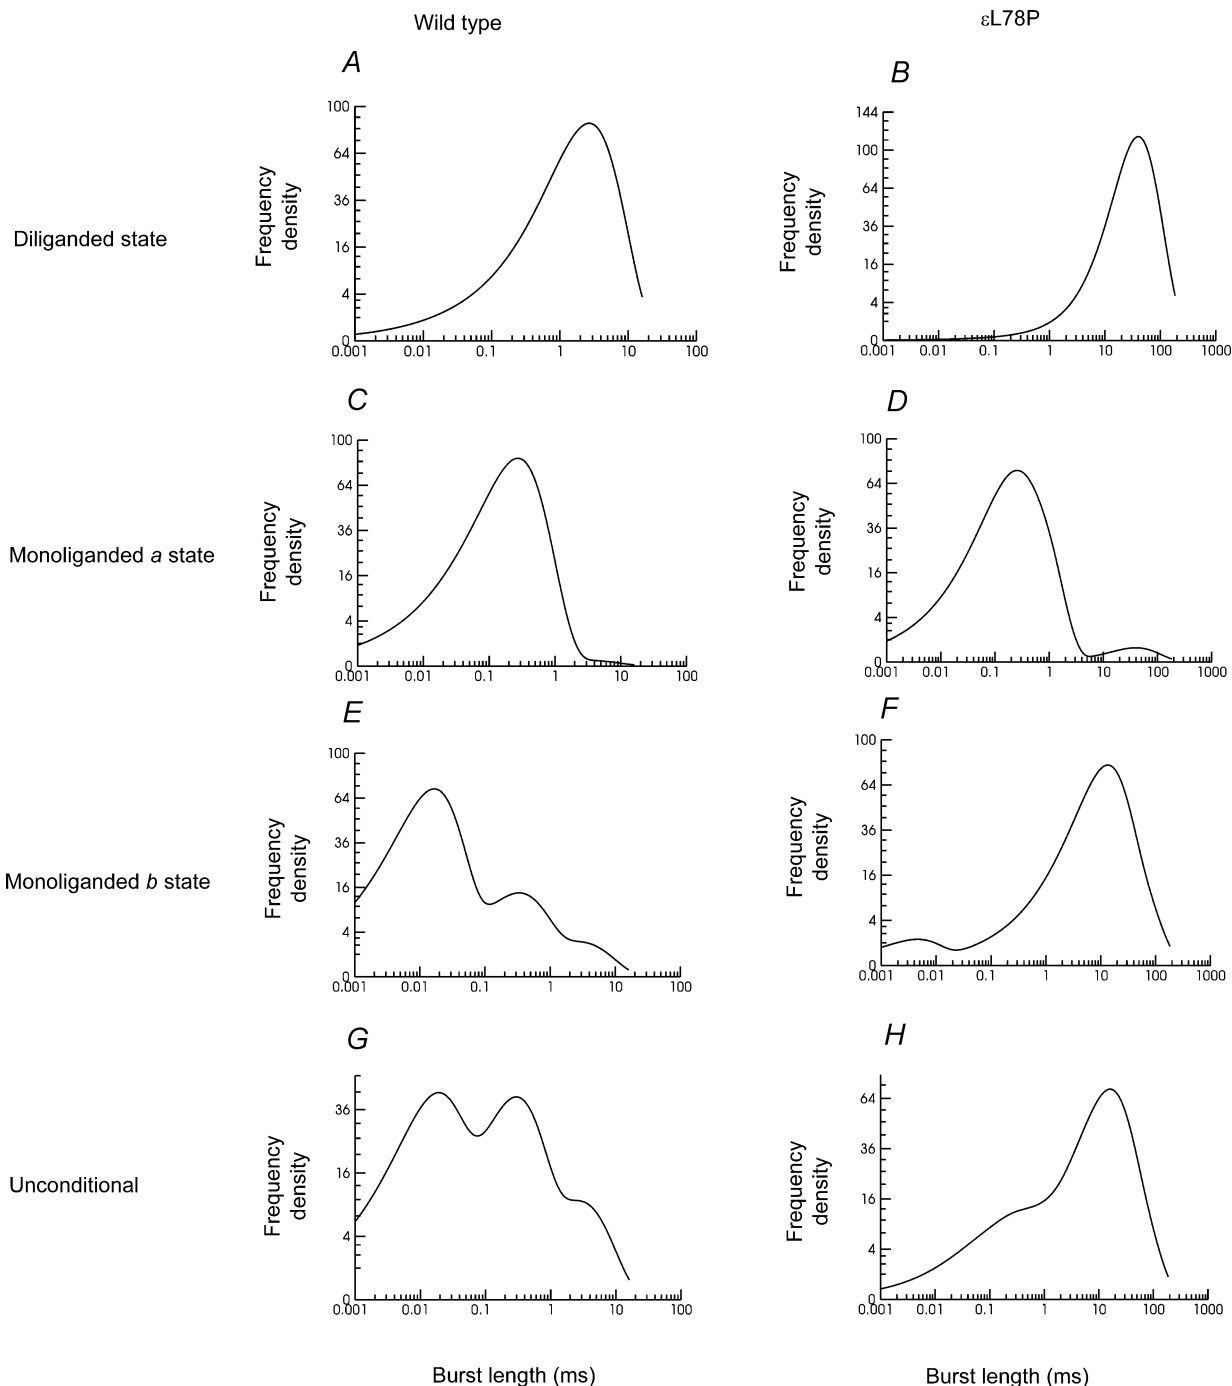 Wild type
εL78P
A
B
Diliganded state
Frequency
density
100
64
36
16
4
0
0.001 0.01 0.1 1 10 100
Frequency
density
144
100
64
36
16
4
0
0.001 0.01 0.1 1 10 100 1000
C
D
Monoliganded a state
Frequency
density
100
64
36
16
4
0
0.001 0.01 0.1 1 10 100
Frequency
density
100
64
36
16
4
0
0.001 0.01 0.1 1 10 100 1000
E
F
Monoliganded b state
Frequency
density
100
64
36
16
4
0
0.001 0.01 0.1 1 10 100
Frequency
density
100
64
36
16
4
0
0.001 0.01 0.1 1 10 100 1000
G
H
Unconditional
Frequency
density
36
16
4
0
0.001 0.01 0.1 1 10 100
Frequency
density
64
36
16
4
0
0.001 0.01 0.1 1 10 100 1000
Burst length (ms)
Burst length (ms)